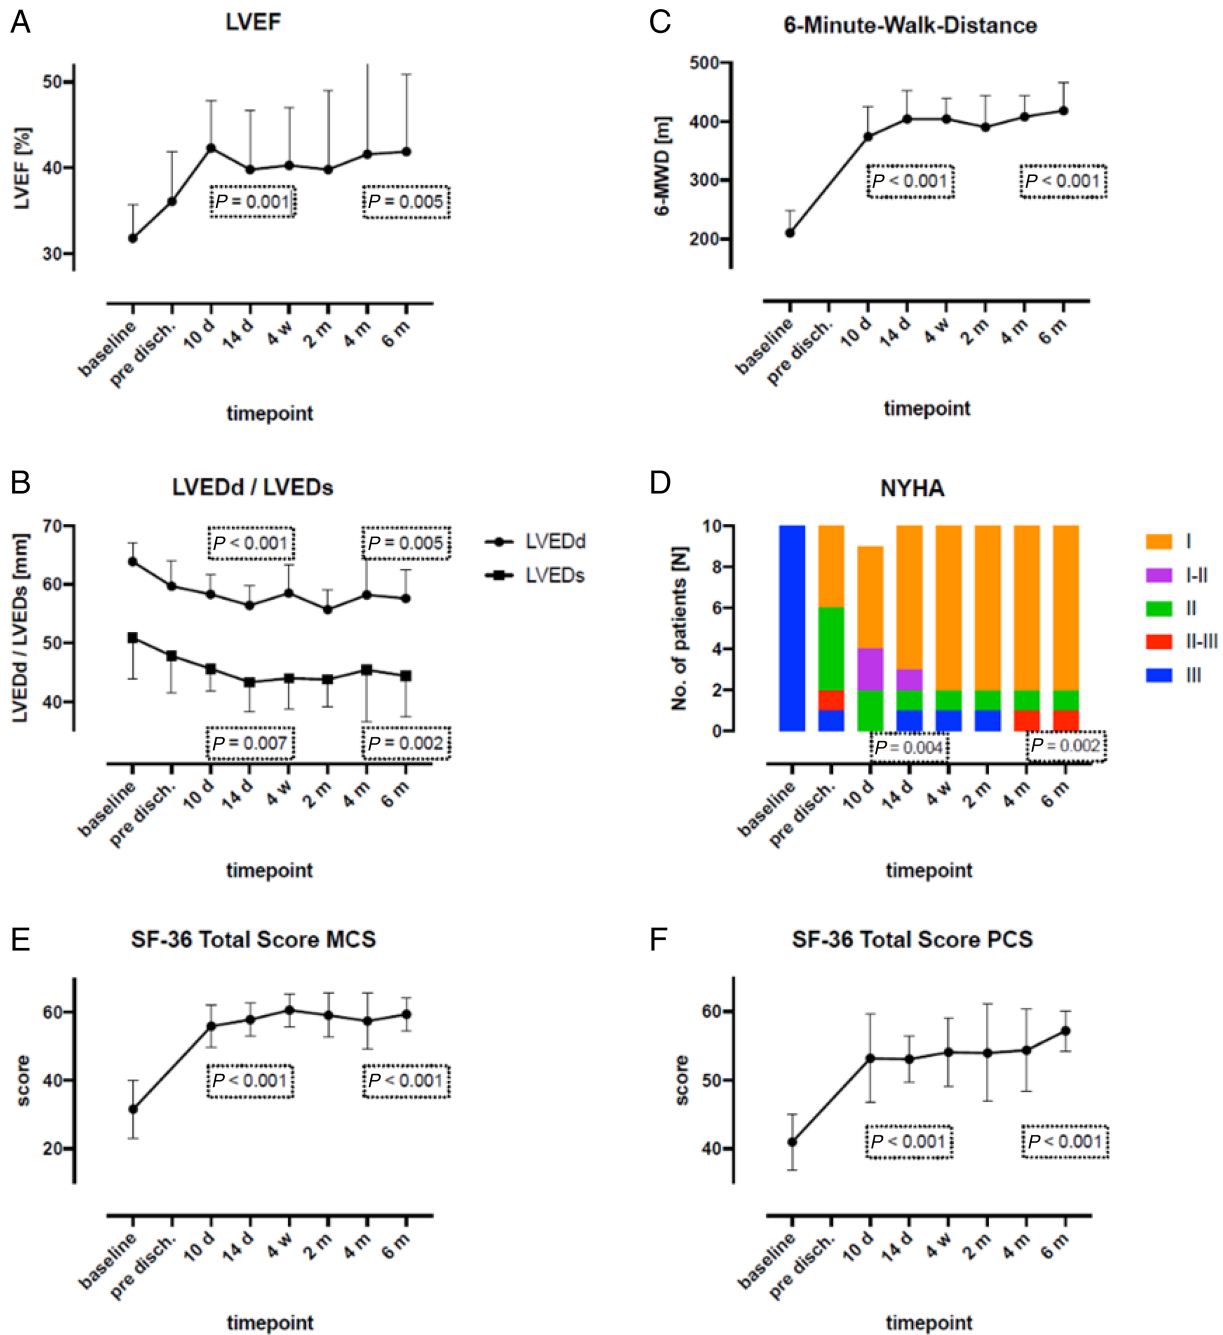 A
LVEF
LVEF [%]
50
40
30
P = 0.001
P = 0.005
baseline
pre disch.
10 d
14 d
4 w
2 m
4 m
6 m
timepoint
C
6-Minute-Walk-Distance
6-MWD [m]
500
400
300
200
P < 0.001
P < 0.001
baseline
pre disch.
10 d
14 d
4 w
2 m
4 m
6 m
timepoint
B
LVEDd / LVEDs
LVEDd / LVEDs [mm]
70
60
50
40
P < 0.001
P = 0.005
P = 0.007
P = 0.002
LVEDd
LVEDs
baseline
pre disch.
10 d
14 d
4 w
2 m
4 m
6 m
timepoint
D
NYHA
No. of patients [N]
10
8
6
4
2
0
P = 0.004
P = 0.002
I
I-II
II
II-III
III
baseline
pre disch.
10 d
14 d
4 w
2 m
4 m
6 m
timepoint
E
SF-36 Total Score MCS
score
60
40
20
P < 0.001
P < 0.001
baseline
pre disch.
10 d
14 d
4 w
2 m
4 m
6 m
timepoint
F
SF-36 Total Score PCS
score
60
50
40
P < 0.001
P < 0.001
baseline
pre disch.
10 d
14 d
4 w
2 m
4 m
6 m
timepoint